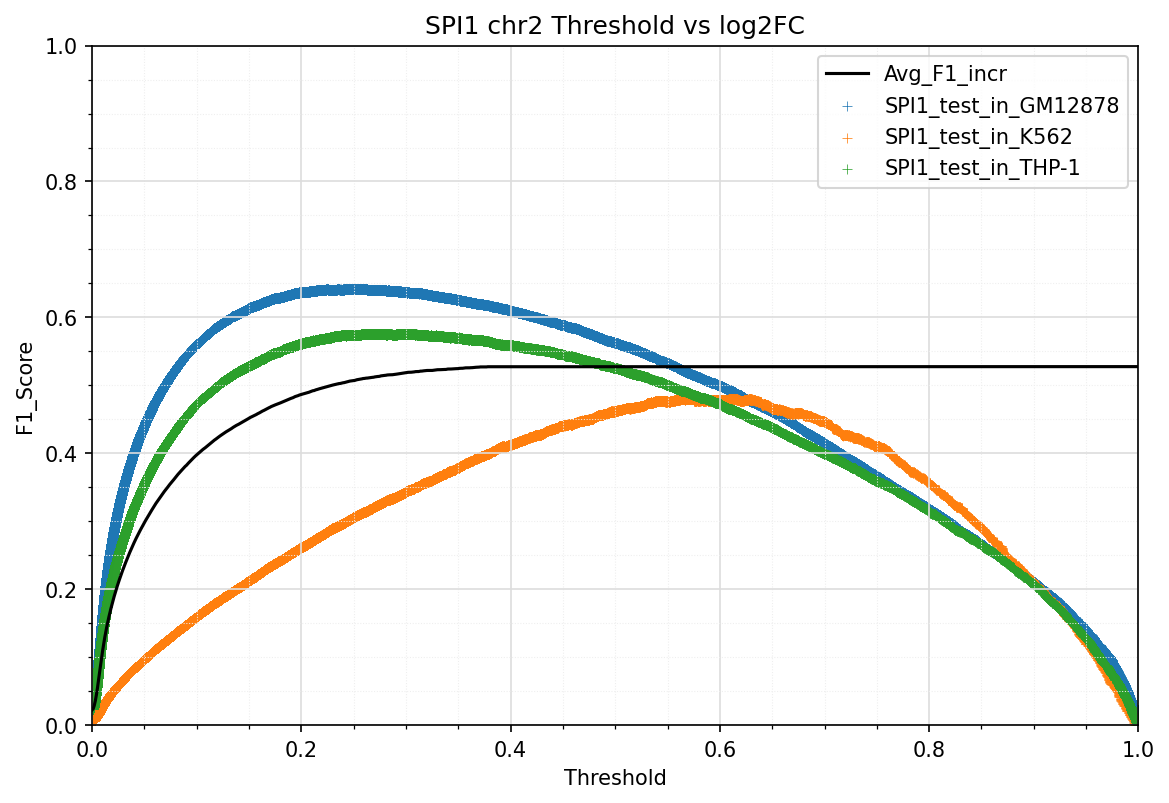 SPI1 chr2 Threshold vs log2FC
Avg_F1_incr
SPI1_test_in_GM12878
SPI1_test_in_K562
SPI1_test_in_THP-1
F1_Score
1.0
0.8
0.6
0.4
0.2
0.0
0.0 0.2 0.4 0.6 0.8 1.0
Threshold